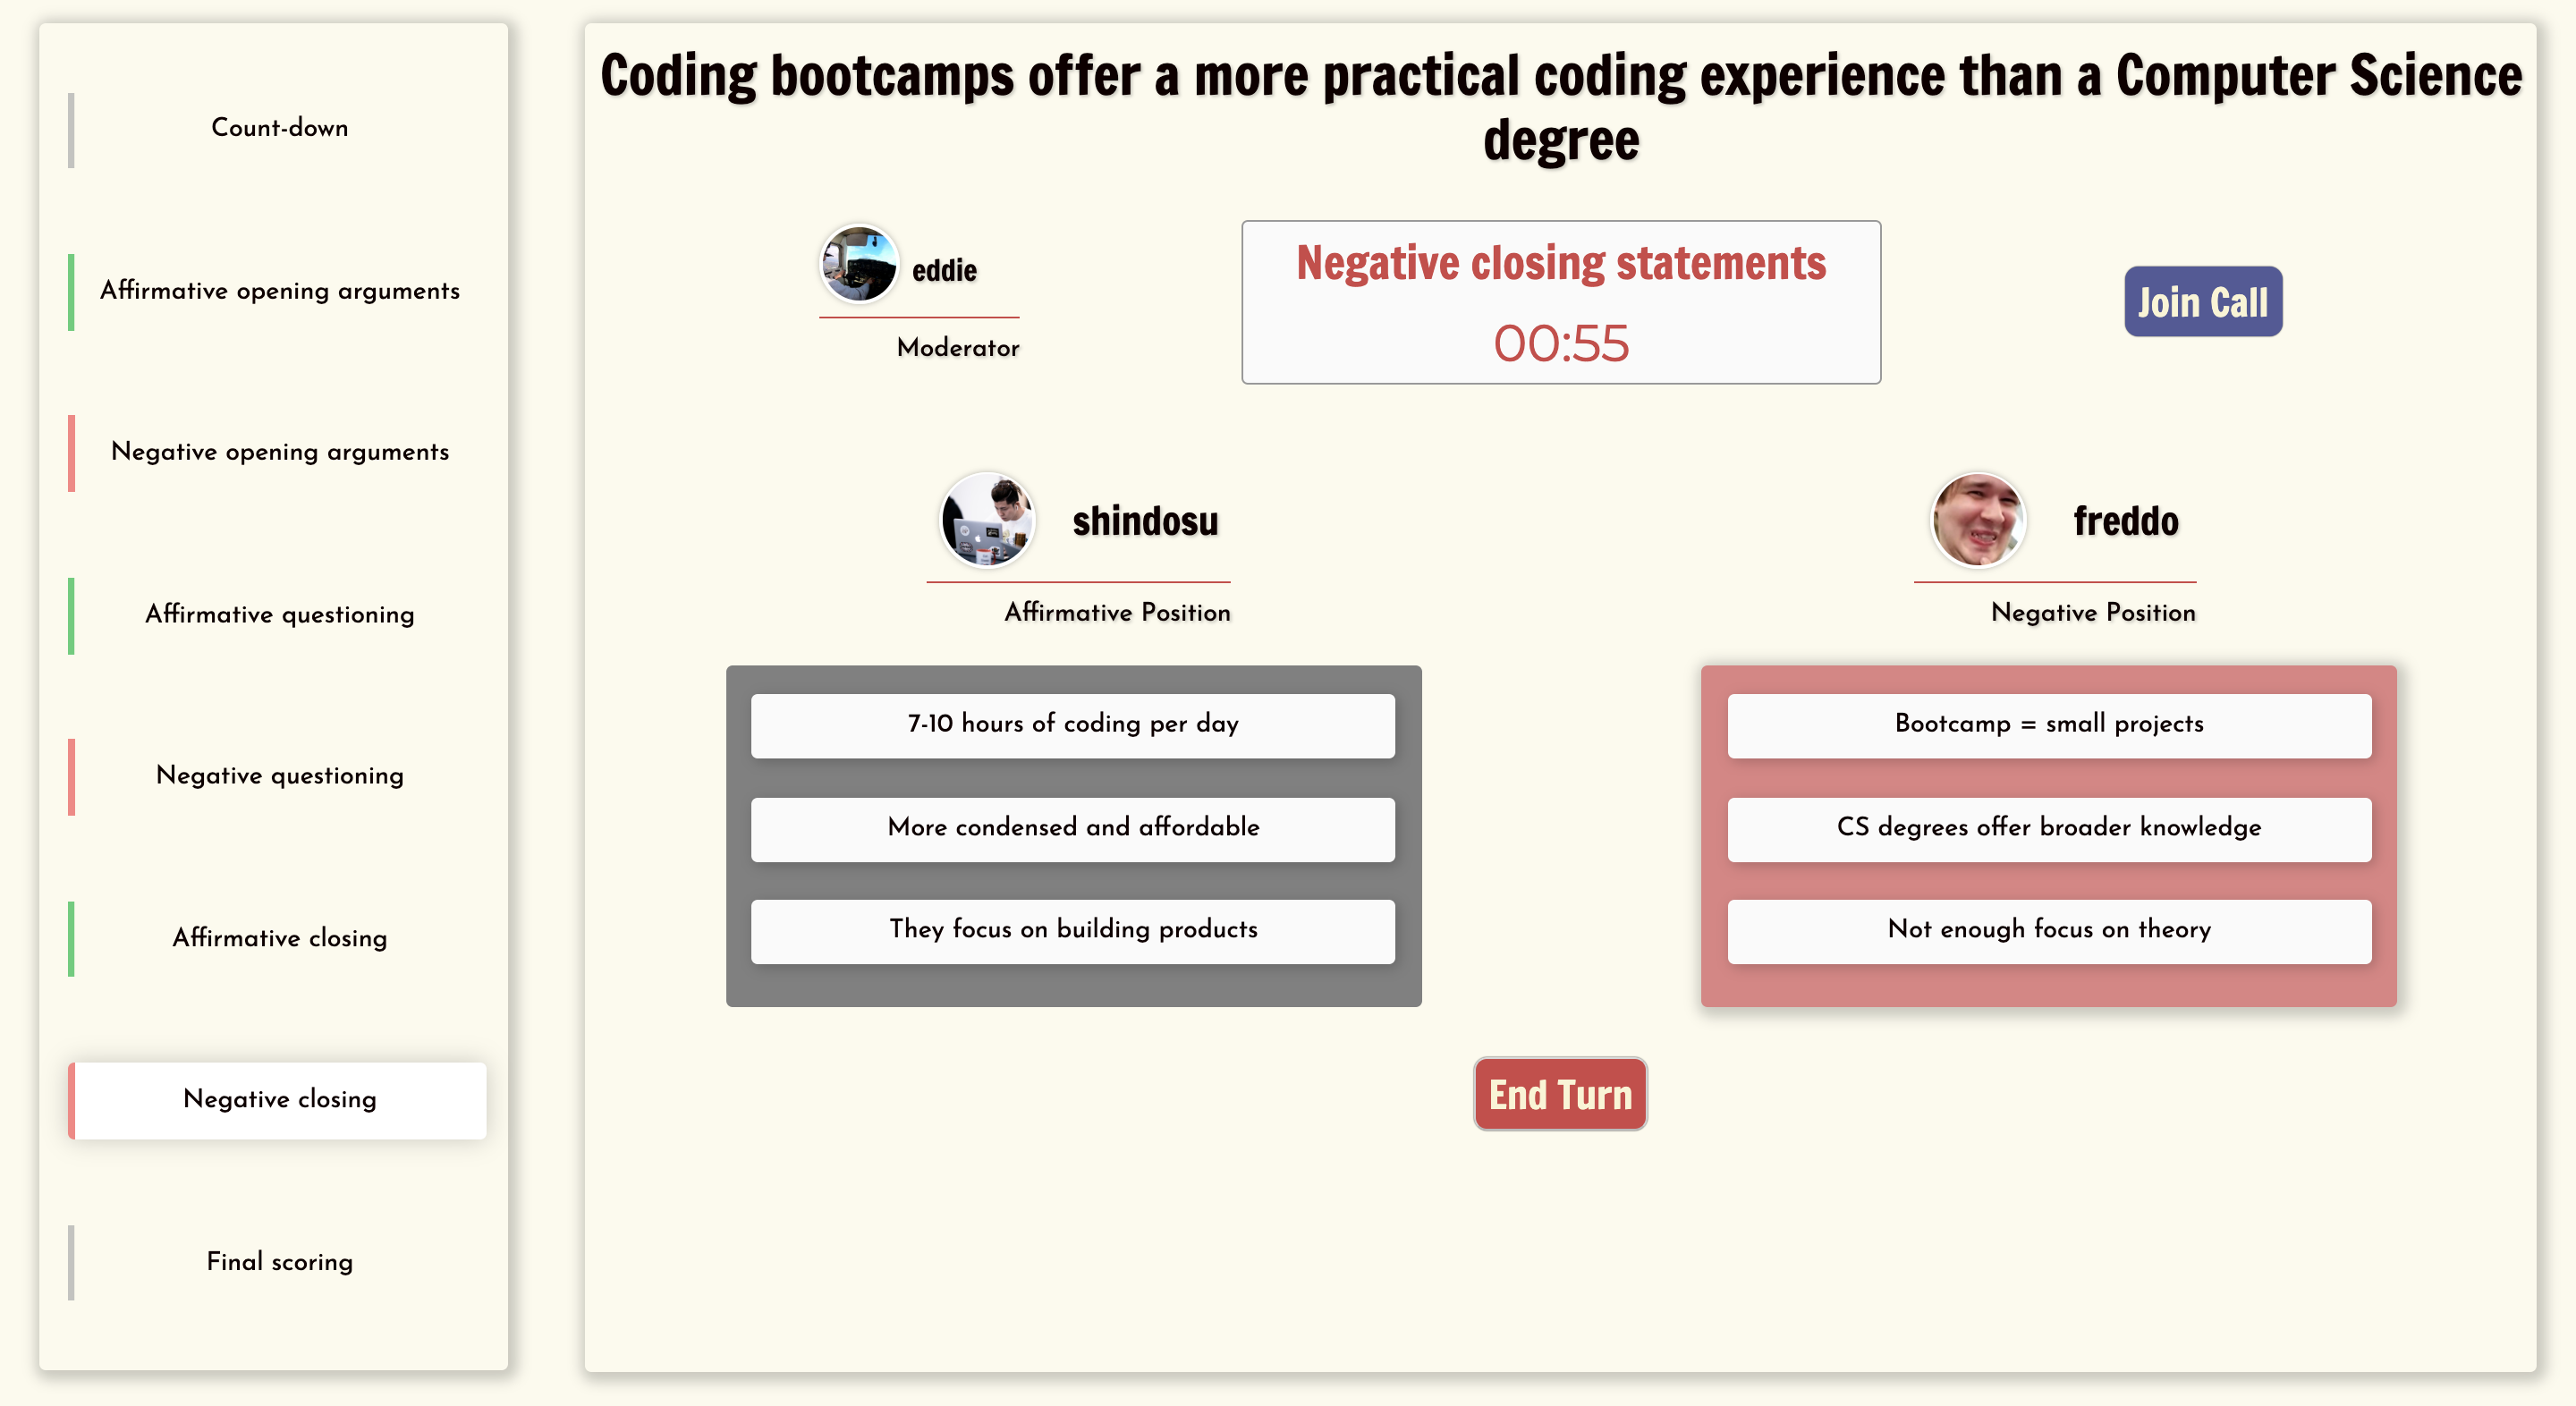 Count-down
Affirmative opening arguments
Negative opening arguments
Affirmative questioning
Negative questioning
Affirmative closing
Negative closing
Final scoring
Coding bootcamps offer a more practical coding experience than a Computer Science
degree
eddie
Moderator
Negative closing statements
00:55
Join Call
shindosu
Affirmative Position
7-10 hours of coding per day
More condensed and affordable
They focus on building products
freddo
Negative Position
Bootcamp = small projects
CS degrees offer broader knowledge
Not enough focus on theory
End Turn